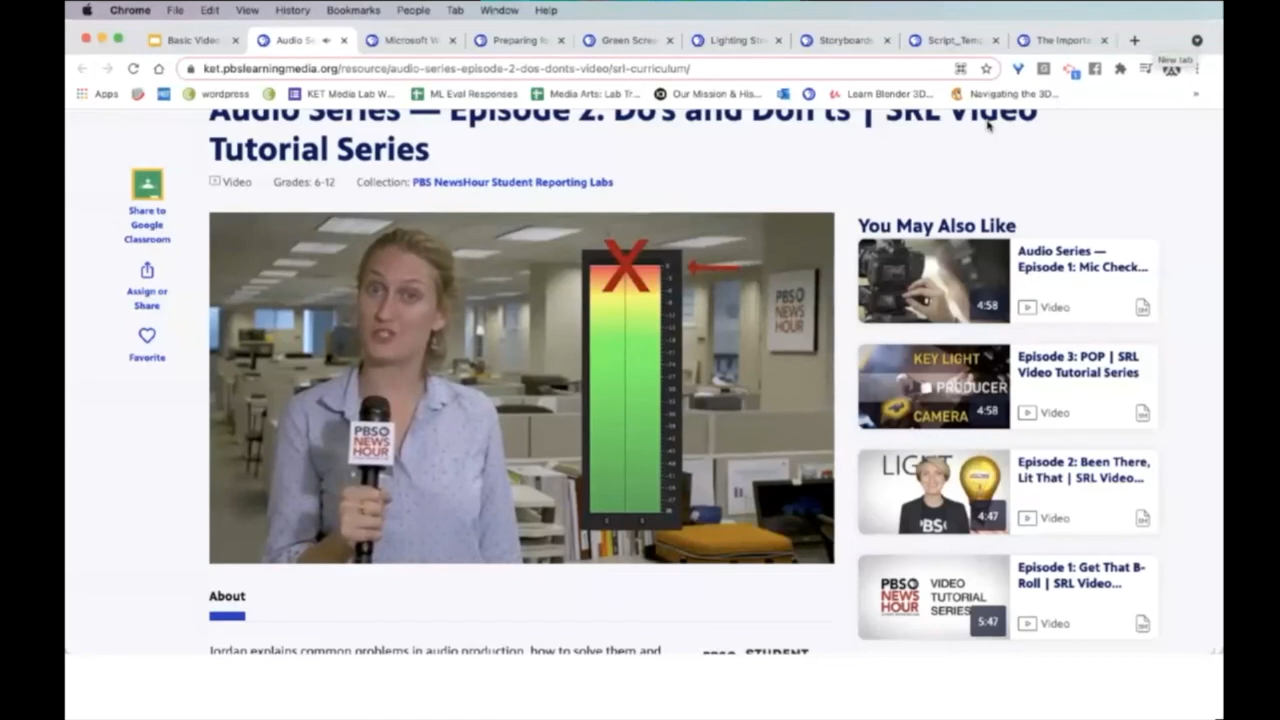 Chrome File Edit View History Bookmarks People Tab Window Help
Basic Video Audio Se Microsoft W Preparing fo Green Scree Lighting Str Storyboards Script_Temp The Importa
New tab
ket.pbslearningmedia.org/resource/audio-series-episode-2-dos-donts-video/srl-curriculum/
Apps wordpress KET Media Lab W... ML Eval Responses Media Arts: Lab Tr... Our Mission & His... Learn Blender 3D... Navigating the 3D...
Audio Series — Episode 2: Do's and Don'ts | SRL Video
Tutorial Series
Video Grades: 6-12 Collection: PBS NewsHour Student Reporting Labs
Share to
Google
Classroom
Assign or
Share
Favorite
PBS
NEWS
HOUR
PBS
NEWS
HOUR
You May Also Like
4:58
Audio Series —
Episode 1: Mic Check...
Video
KEY LIGHT
PRODUCER
CAMERA
4:58
Episode 3: POP | SRL
Video Tutorial Series
Video
LIGHT
PBS
4:47
Episode 2: Been There,
Lit That | SRL Video...
Video
PBS
NEWS
HOUR
VIDEO
TUTORIAL
SERIES
5:47
Episode 1: Get That B-
Roll | SRL Video...
Video
About
Jordan explains common problems in audio production, how to solve them and
PBS STUDENT